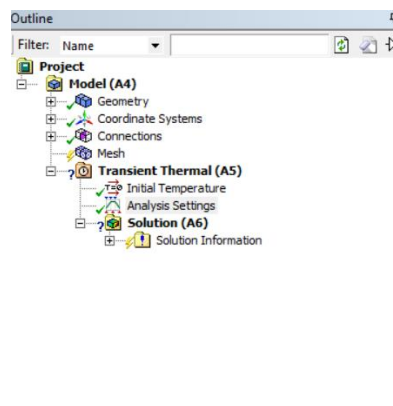 Outline
Filter: Name
Project
Model (A4)
Geometry
Coordinate Systems
Connections
Mesh
Transient Thermal (A5)
T=0 Initial Temperature
Analysis Settings
Solution (A6)
Solution Information